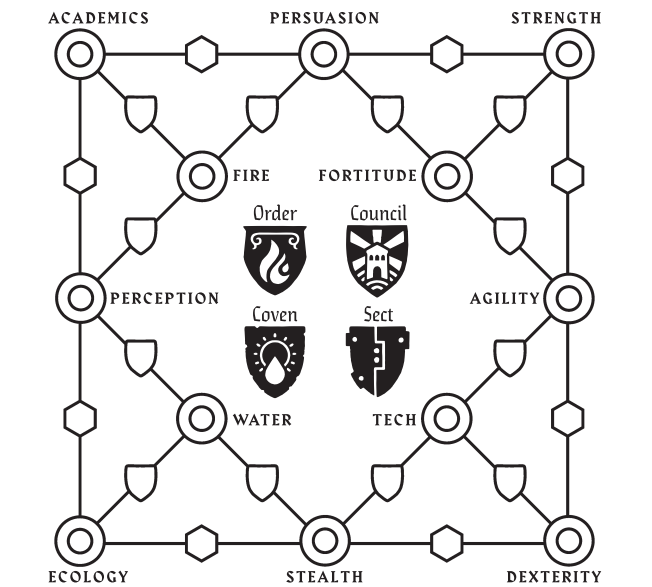 ACADEMICS
PERSUASION
STRENGTH
FIRE
FORTITUDE
Order
Council
PERCEPTION
AGILITY
Coven
Sect
WATER
TECH
ECOLOGY
STEALTH
DEXTERITY